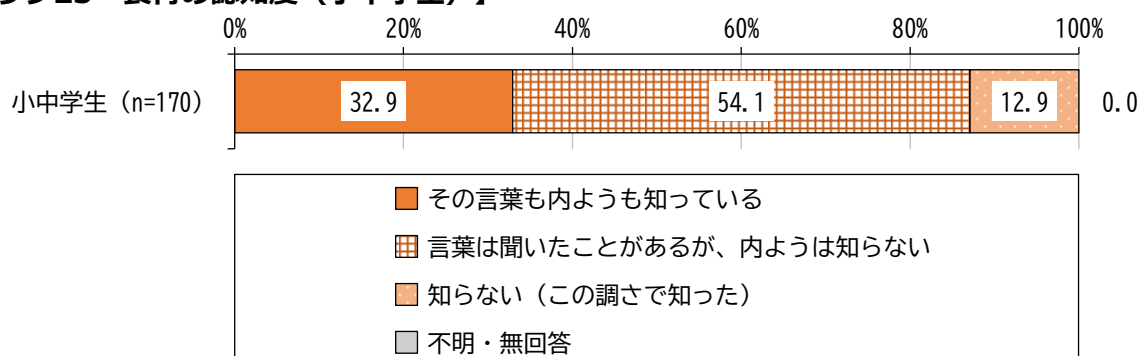 0% 20% 40% 60% 80% 100%
小中学生（n=170） 32.9 54.1 12.9 0.0
その言葉も内ようも知っている
言葉は聞いたことがあるが、内ようは知らない
知らない（この調さで知った）
不明・無回答